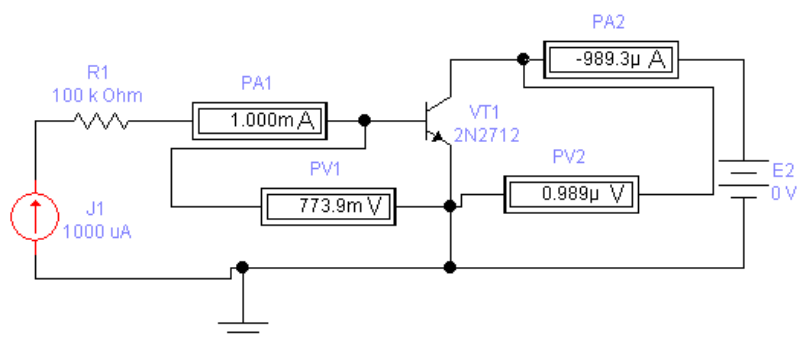 PA2
-989.3µ A
R1
100 k Ohm
PA1
1.000m A
VT1
2N2712
PV1
773.9m V
PV2
0.989µ V
E2
0 V
J1
1000 uA